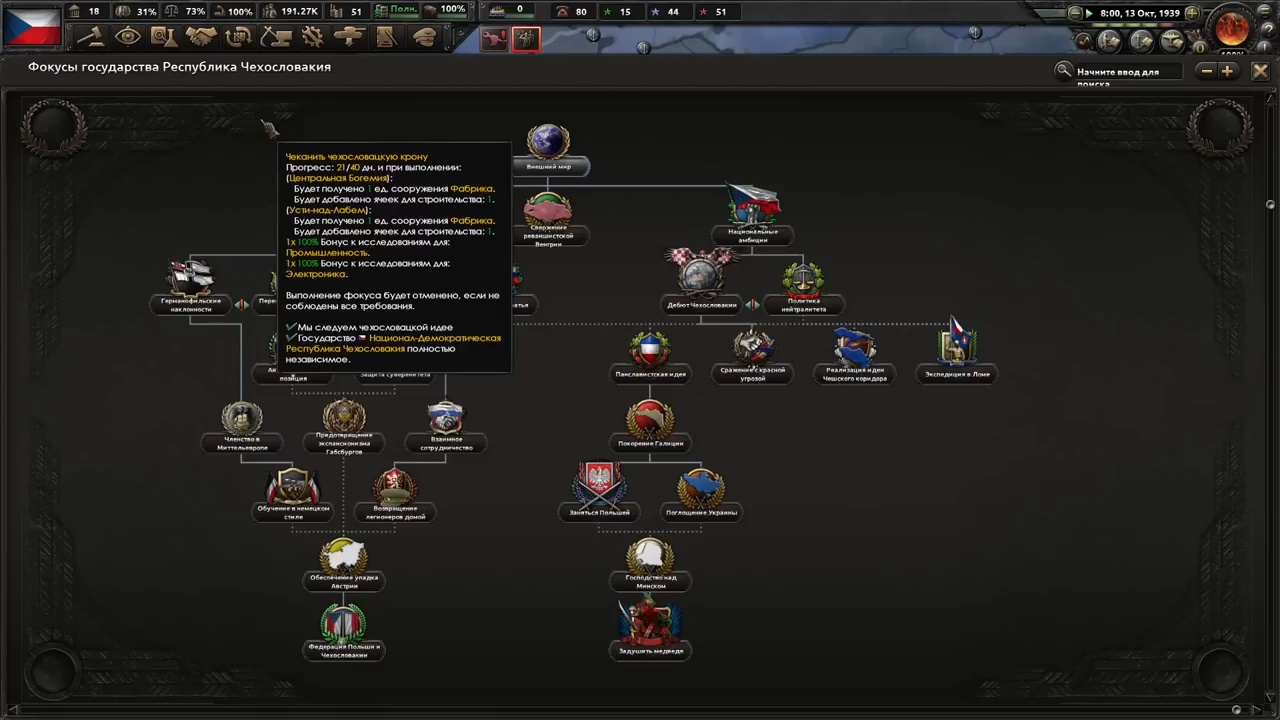 18
31%
73%
100%
191.27K
51
Полн.
100%
0
80
15
44
51
8:00, 13 Окт, 1939
Фокусы государства Республика Чехословакия
Начните ввод для
поиска
Чеканить чехословацкую крону
Прогресс: 21/40 дн. и при выполнении:
(Центральная Богемия):
Будет получено 1 ед. сооружения Фабрика.
Будет добавлено ячеек для строительства: 1.
(Усти-над-Лабем):
Будет получено 1 ед. сооружения Фабрика.
Будет добавлено ячеек для строительства: 1.
1x 100% Бонус к исследованиям для:
Промышленность.
1x 100% Бонус к исследованиям для:
Электроника.
Выполнение фокуса будет отменено, если не
соблюдены все требования.
Мы следуем чехословацкой идее
Государство Национал-Демократическая
Республика Чехословакия полностью
независимое.
Внешний мир
Свержение
реваншистской
Венгрии
Национальные
амбиции
Германофильские
наклонности
Дебют Чехословакии
Политика
нейтралитета
позиция
Защита суверенитета
Панславистская идея
Сражение с красной
угрозой
Реализация идеи
Чешского коридора
Экспедиция в Ломе
Членство в
Миттельевропе
Предотвращение
экспансионизма
Габсбургов
Взаимное
сотрудничество
Покорение Галиции
Обучение в немецком
стиле
Возвращение
легионеров домой
Заняться Польшей
Поглощение Украины
Обеспечение упадка
Австрии
Господство над
Минском
Федерация Польши и
Чехословакии
Задушить медведя